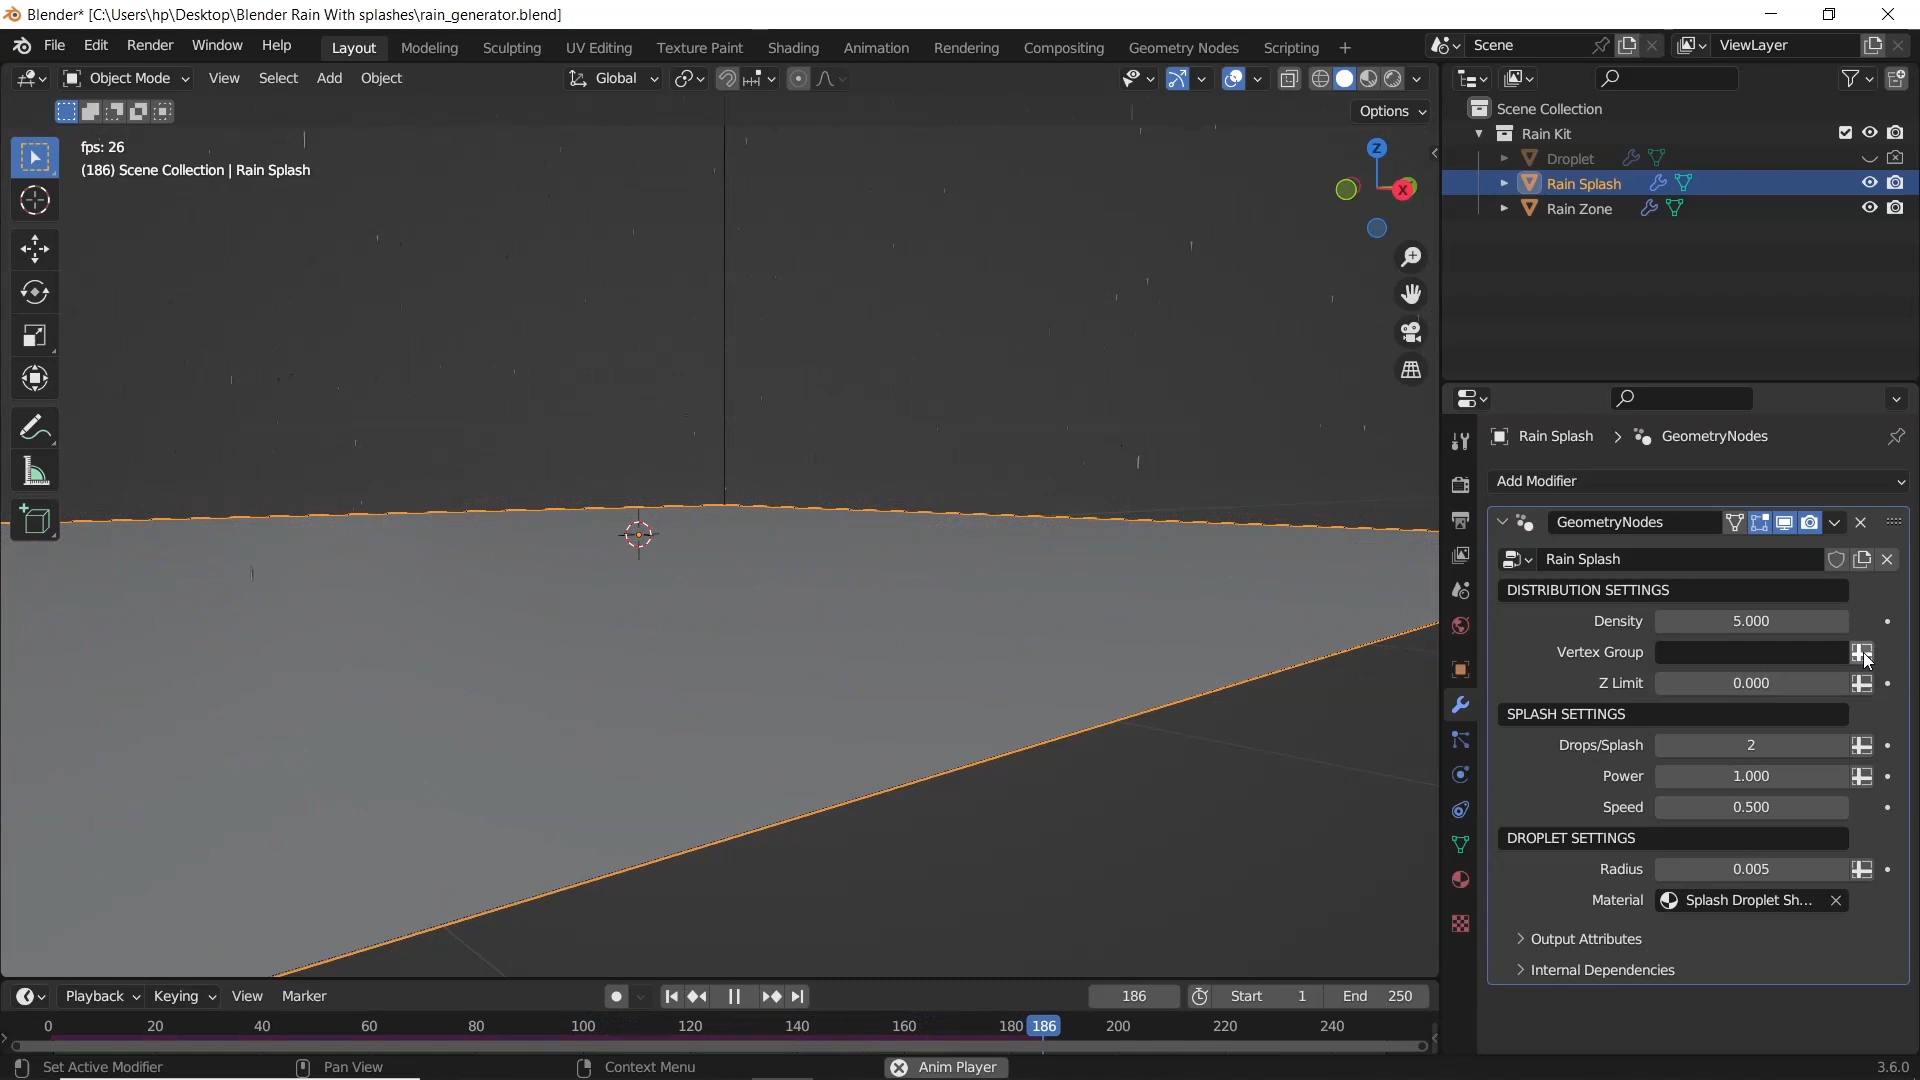 Blender* [C:\Users\hp\Desktop\Blender Rain With splashes\rain_generator.blend]
File Edit Render Window Help Layout Modeling Sculpting UV Editing Texture Paint Shading Animation Rendering Compositing Geometry Nodes Scripting + Scene ViewLayer
Object Mode View Select Add Object Global
Options
fps: 26
(186) Scene Collection | Rain Splash
Z
X
Scene Collection
Rain Kit
Droplet
Rain Splash
Rain Zone
Rain Splash > GeometryNodes
Add Modifier
GeometryNodes
Rain Splash
DISTRIBUTION SETTINGS
Density 5.000
Vertex Group
Z Limit 0.000
SPLASH SETTINGS
Drops/Splash 2
Power 1.000
Speed 0.500
DROPLET SETTINGS
Radius 0.005
Material Splash Droplet Sh...
> Output Attributes
> Internal Dependencies
Playback Keying View Marker 186 Start 1 End 250
0 20 40 60 80 100 120 140 160 180 186 200 220 240
Set Active Modifier Pan View Context Menu Anim Player 3.6.0